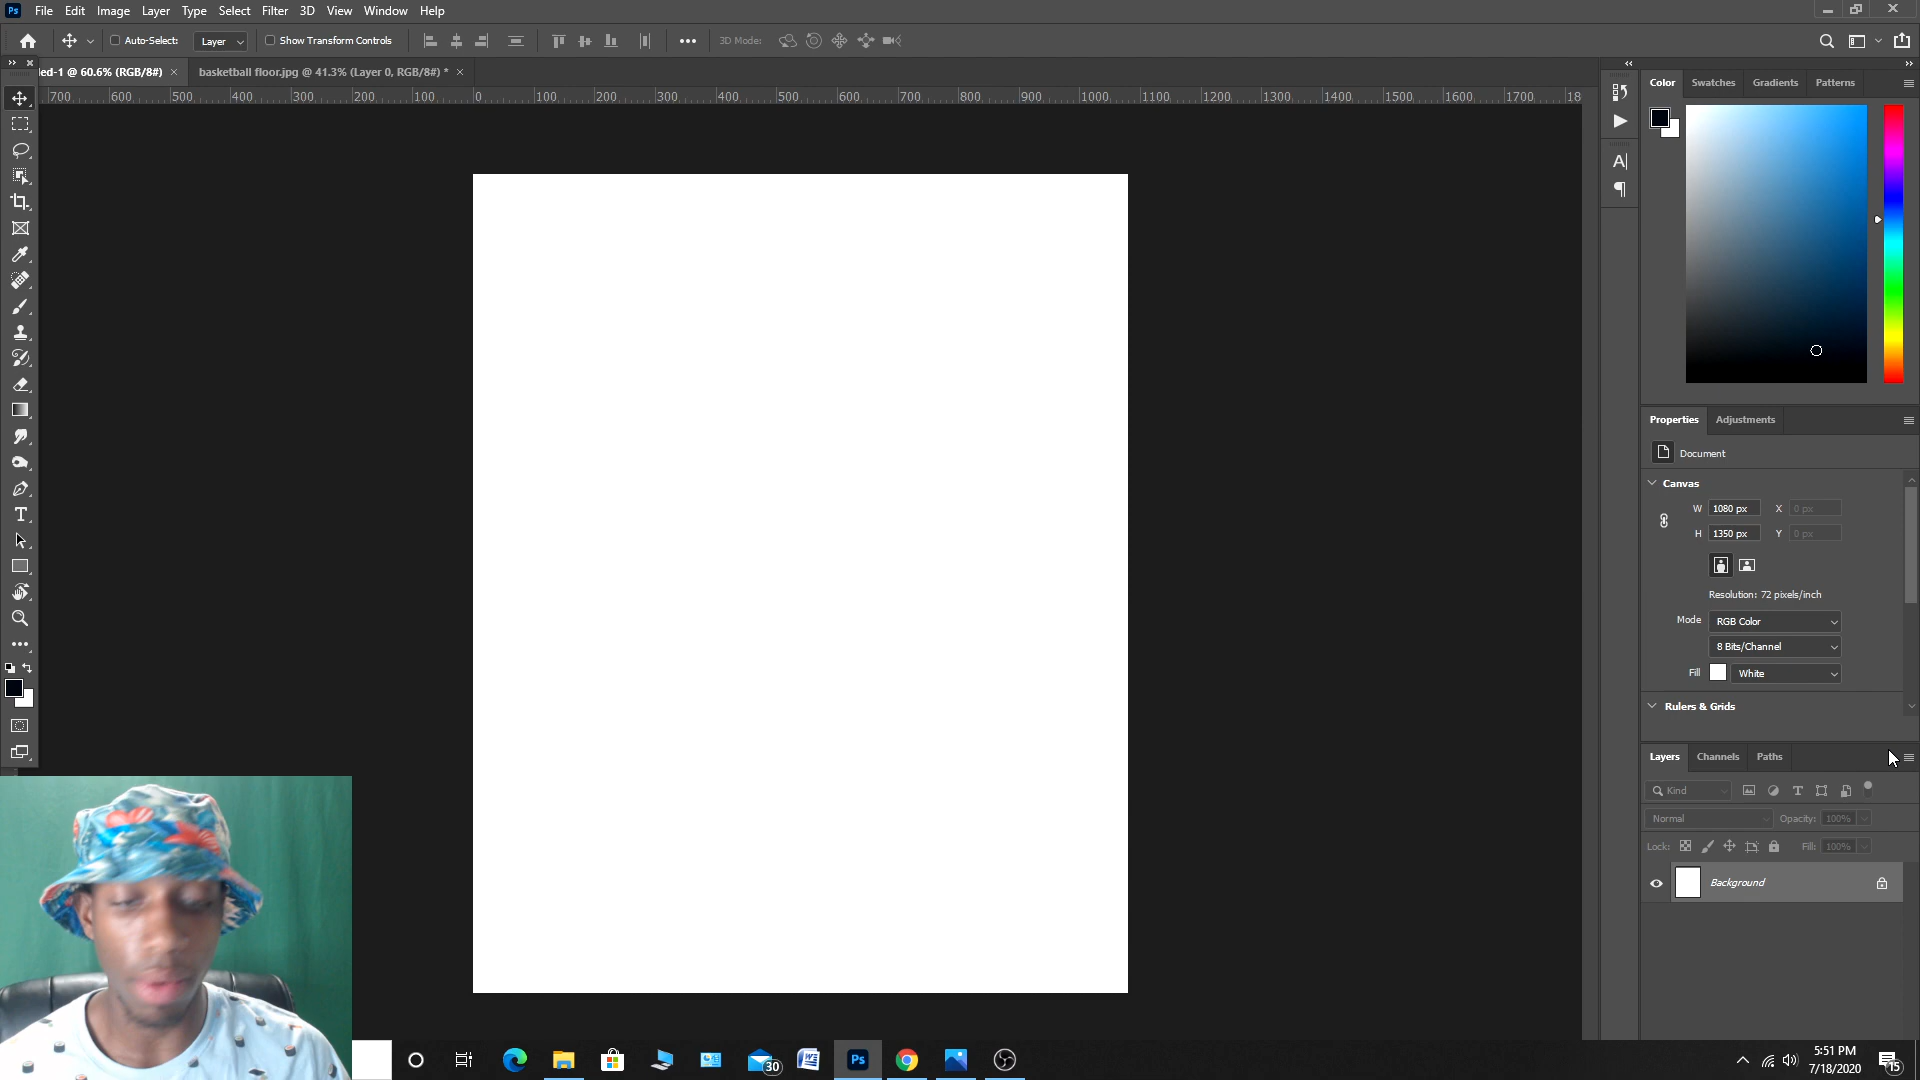 Ps File Edit Image Layer Type Select Filter 3D View Window Help
Auto-Select: Layer Show Transform Controls 3D Mode:
ed-1 @ 60.6% (RGB/8#) × basketball floor.jpg @ 41.3% (Layer 0, RGB/8#) * ×
700 600 500 400 300 200 100 0 100 200 300 400 500 600 700 800 900 1000 1100 1200 1300 1400 1500 1600 1700 18
Color Swatches Gradients Patterns
Properties Adjustments
Document
Canvas
W 1080 px X 0 px
H 1350 px Y 0 px
Resolution: 72 pixels/inch
Mode RGB Color
8 Bits/Channel
Fill White
Rulers & Grids
Layers Channels Paths
Kind
Normal Opacity: 100%
Lock: Fill: 100%
Background
30 Ps
5:51 PM
7/18/2020
15